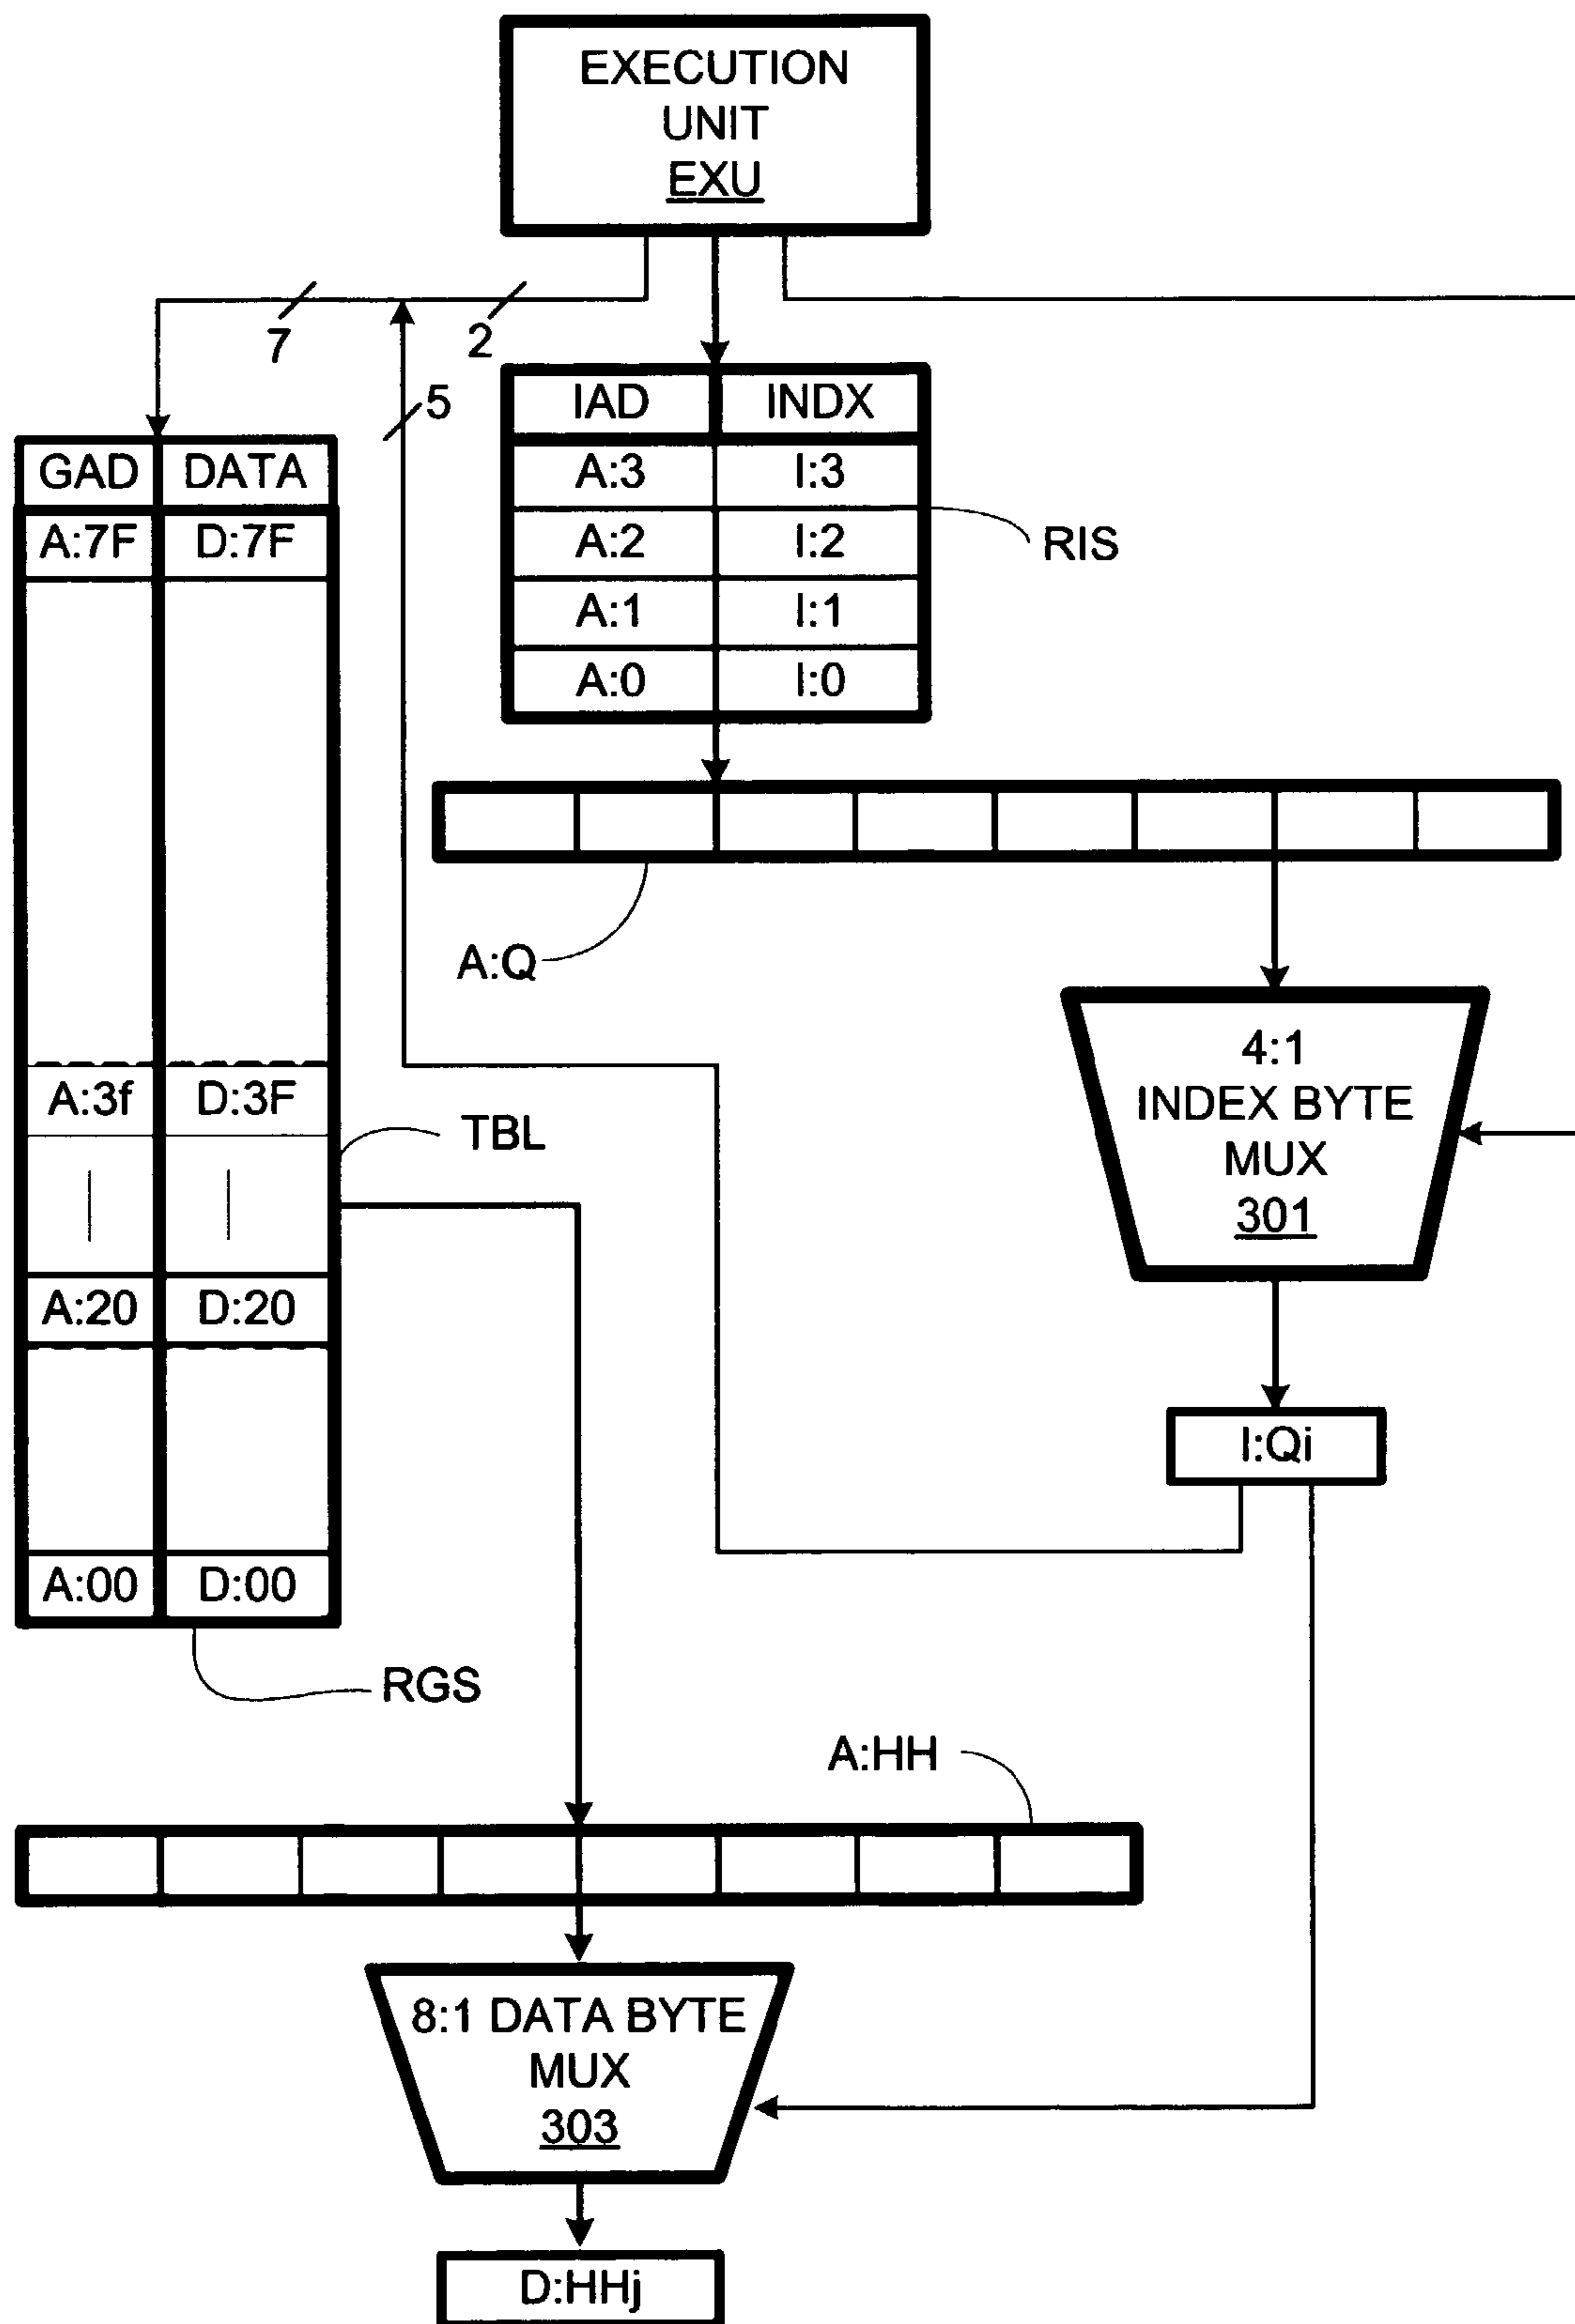 EXECUTION
UNIT
EXU
7
2
5
IAD INDX
A:3 I:3
A:2 I:2
A:1 I:1
A:0 I:0
RIS
GAD DATA
A:7F D:7F
A:3f D:3F
A:20 D:20
A:00 D:00
TBL
RGS
A:Q
4:1
INDEX BYTE
MUX
301
I:Qi
A:HH
8:1 DATA BYTE
MUX
303
D:HHj